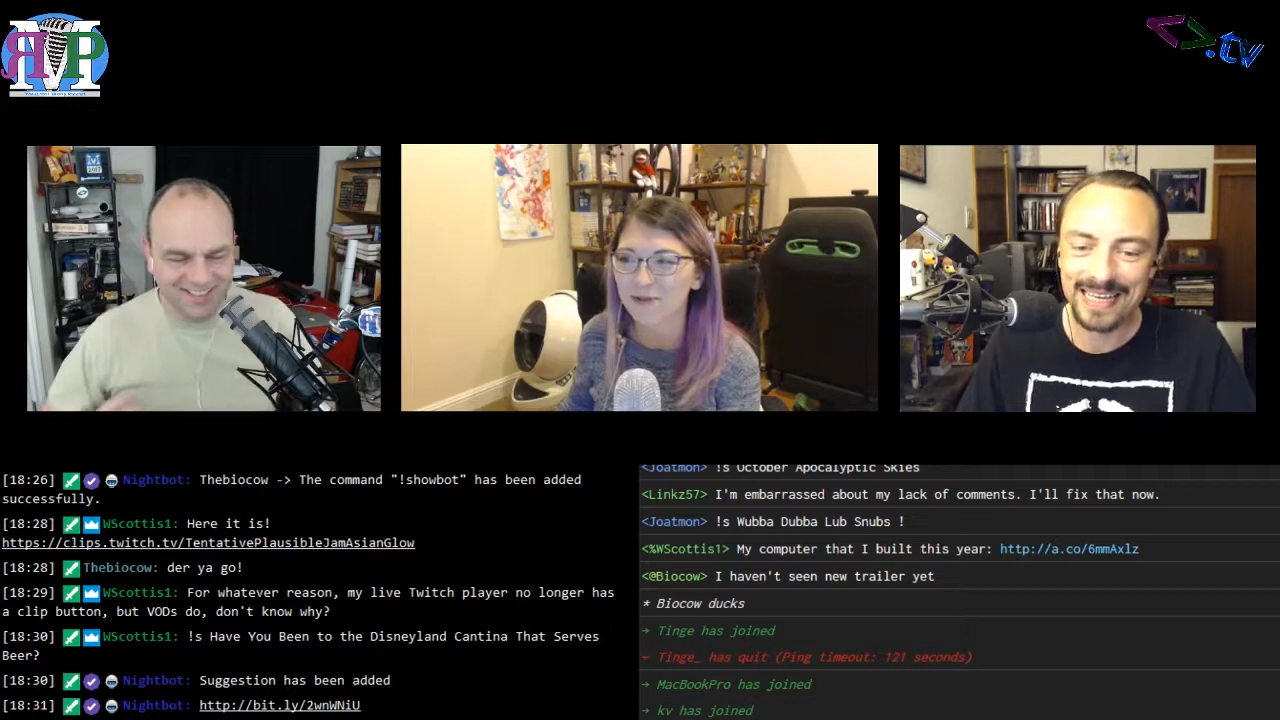 RMP
<>.tv
[18:26] Nightbot: Thebiocow -> The command "!showbot" has been added
successfully.
[18:28] WScottis1: Here it is!
https://clips.twitch.tv/TentativePlausibleJamAsianGlow
[18:28] Thebiocow: der ya go!
[18:29] WScottis1: For whatever reason, my live Twitch player no longer has
a clip button, but VODs do, don't know why?
[18:30] WScottis1: !s Have You Been to the Disneyland Cantina That Serves
Beer?
[18:30] Nightbot: Suggestion has been added
[18:31] Nightbot: http://bit.ly/2wnWNiU
<Joatmon> !s October Apocalyptic Skies
<Linkz57> I'm embarrassed about my lack of comments. I'll fix that now.
<Joatmon> !s Wubba Dubba Lub Snubs !
<%WScottis1> My computer that I built this year: http://a.co/6mmAxlz
<@Biocow> I haven't seen new trailer yet
* Biocow ducks
→ Tinge has joined
← Tinge_ has quit (Ping timeout: 121 seconds)
→ MacBookPro has joined
→ kv has joined